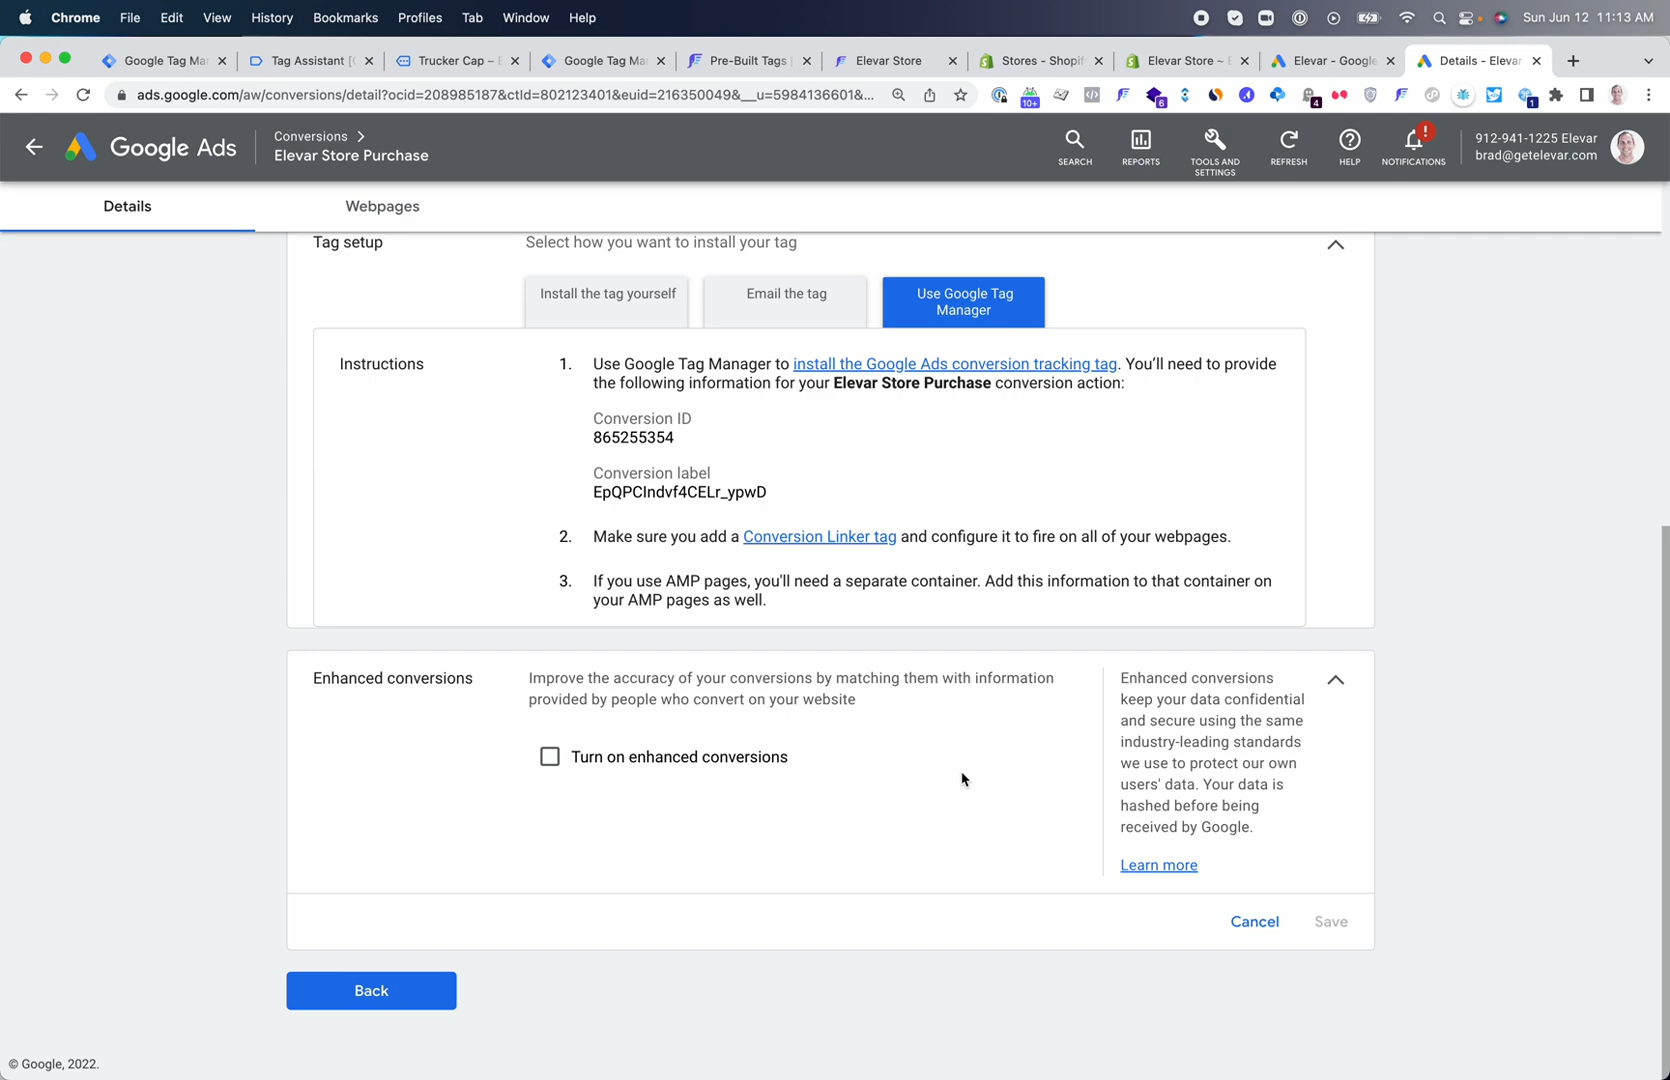 Chrome File Edit View History Bookmarks Profiles Tab Window Help Sun Jun 12 11:13 AM
Google Tag Ma Tag Assistant [ Trucker Cap – E Google Tag Ma Pre-Built Tags Elevar Store Stores - Shopif Elevar Store ~ E Elevar - Google Details - Elevar
ads.google.com/aw/conversions/detail?ocid=208985187&ctId=802123401&euid=216350049&__u=5984136601&... 10+ 6 4 1
Google Ads
Conversions
Elevar Store Purchase
SEARCH
REPORTS
TOOLS AND
SETTINGS
REFRESH
HELP
!
NOTIFICATIONS
912-941-1225 Elevar
brad@getelevar.com
Details Webpages
Tag setup Select how you want to install your tag
Install the tag yourself
Email the tag
Use Google Tag
Manager
Instructions
1. Use Google Tag Manager to install the Google Ads conversion tracking tag. You'll need to provide
the following information for your Elevar Store Purchase conversion action:
Conversion ID
865255354
Conversion label
EpQPCIndvf4CELr_ypwD
2. Make sure you add a Conversion Linker tag and configure it to fire on all of your webpages.
3. If you use AMP pages, you'll need a separate container. Add this information to that container on
your AMP pages as well.
Enhanced conversions
Improve the accuracy of your conversions by matching them with information
provided by people who convert on your website
Turn on enhanced conversions
Enhanced conversions
keep your data confidential
and secure using the same
industry-leading standards
we use to protect our own
users' data. Your data is
hashed before being
received by Google.
Learn more
Cancel Save
Back
© Google, 2022.